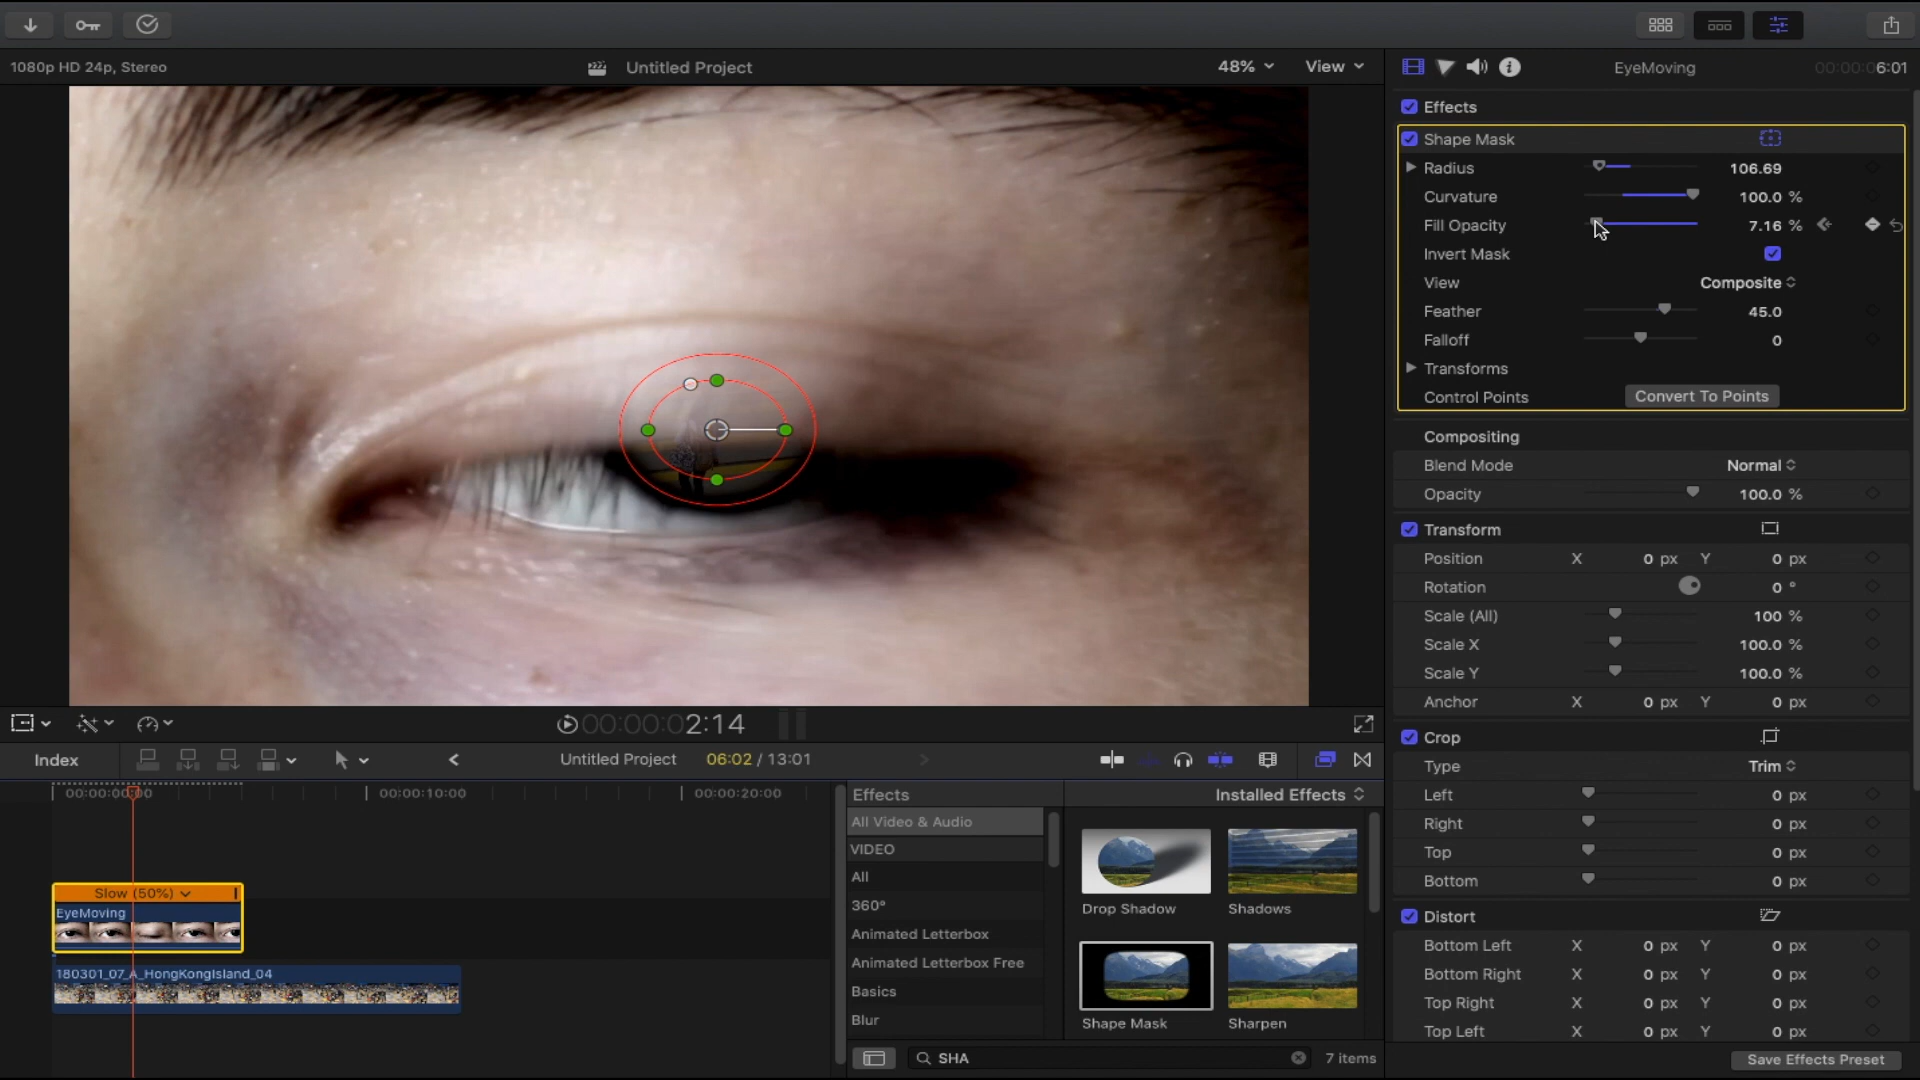 1080p HD 24p, Stereo
Untitled Project
48%
View
EyeMoving
00:00:06:01
Effects
Shape Mask
Radius
106.69
Curvature
100.0 %
Fill Opacity
7.16 %
Invert Mask
View
Composite
Feather
45.0
Falloff
0
Transforms
Control Points
Convert To Points
Compositing
Blend Mode
Normal
Opacity
100.0 %
Transform
Position X 0 px Y 0 px
Rotation
0 °
Scale (All)
100 %
Scale X
100.0 %
Scale Y
100.0 %
Anchor X 0 px Y 0 px
Crop
Type
Trim
Left
0 px
Right
0 px
Top
0 px
Bottom
0 px
Distort
Bottom Left X 0 px Y 0 px
Bottom Right X 0 px Y 0 px
Top Right X 0 px Y 0 px
Top Left X 0 px Y 0 px
Save Effects Preset
00:00:02:14
Index
Untitled Project
06:02 / 13:01
00:00:00:00
00:00:10:00
00:00:20:00
Slow (50%)
EyeMoving
180301_07_A_HongKongIsland_04
Effects
Installed Effects
All Video & Audio
VIDEO
All
360°
Animated Letterbox
Animated Letterbox Free
Basics
Blur
Drop Shadow
Shadows
Shape Mask
Sharpen
SHA
7 items